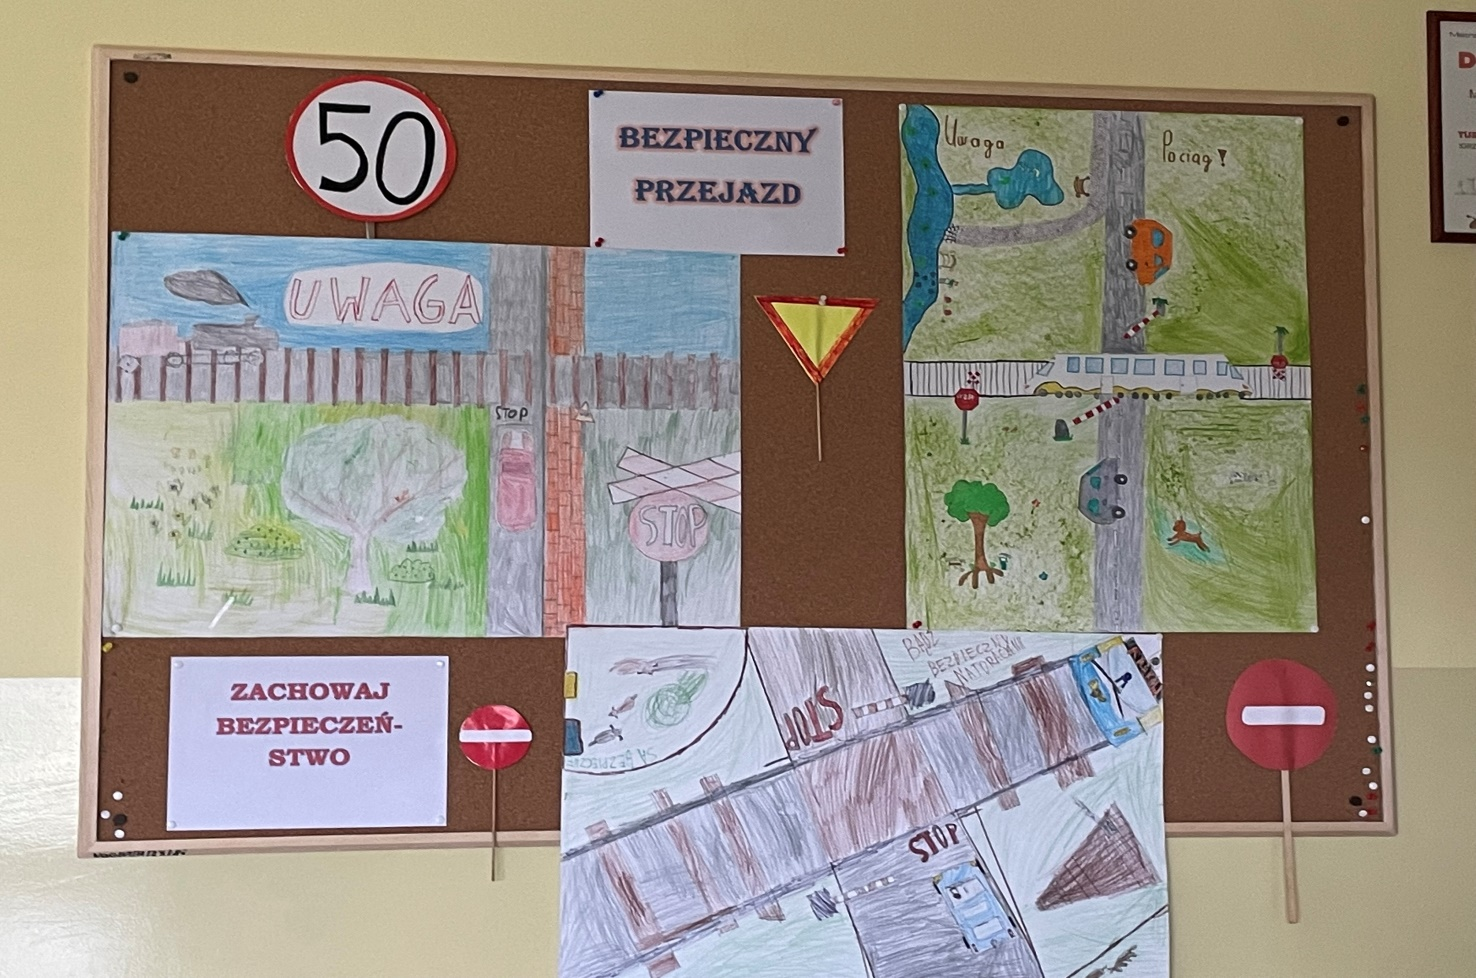 50
BEZPIECZNY
PRZEJAZD
Uwaga
Pociąg!
UWAGA
STOP
STOP
ZACHOWAJ
BEZPIECZEŃ-
STWO
BĄDŹ
BEZPIECZNY
NA TORACH
STOP
STOP